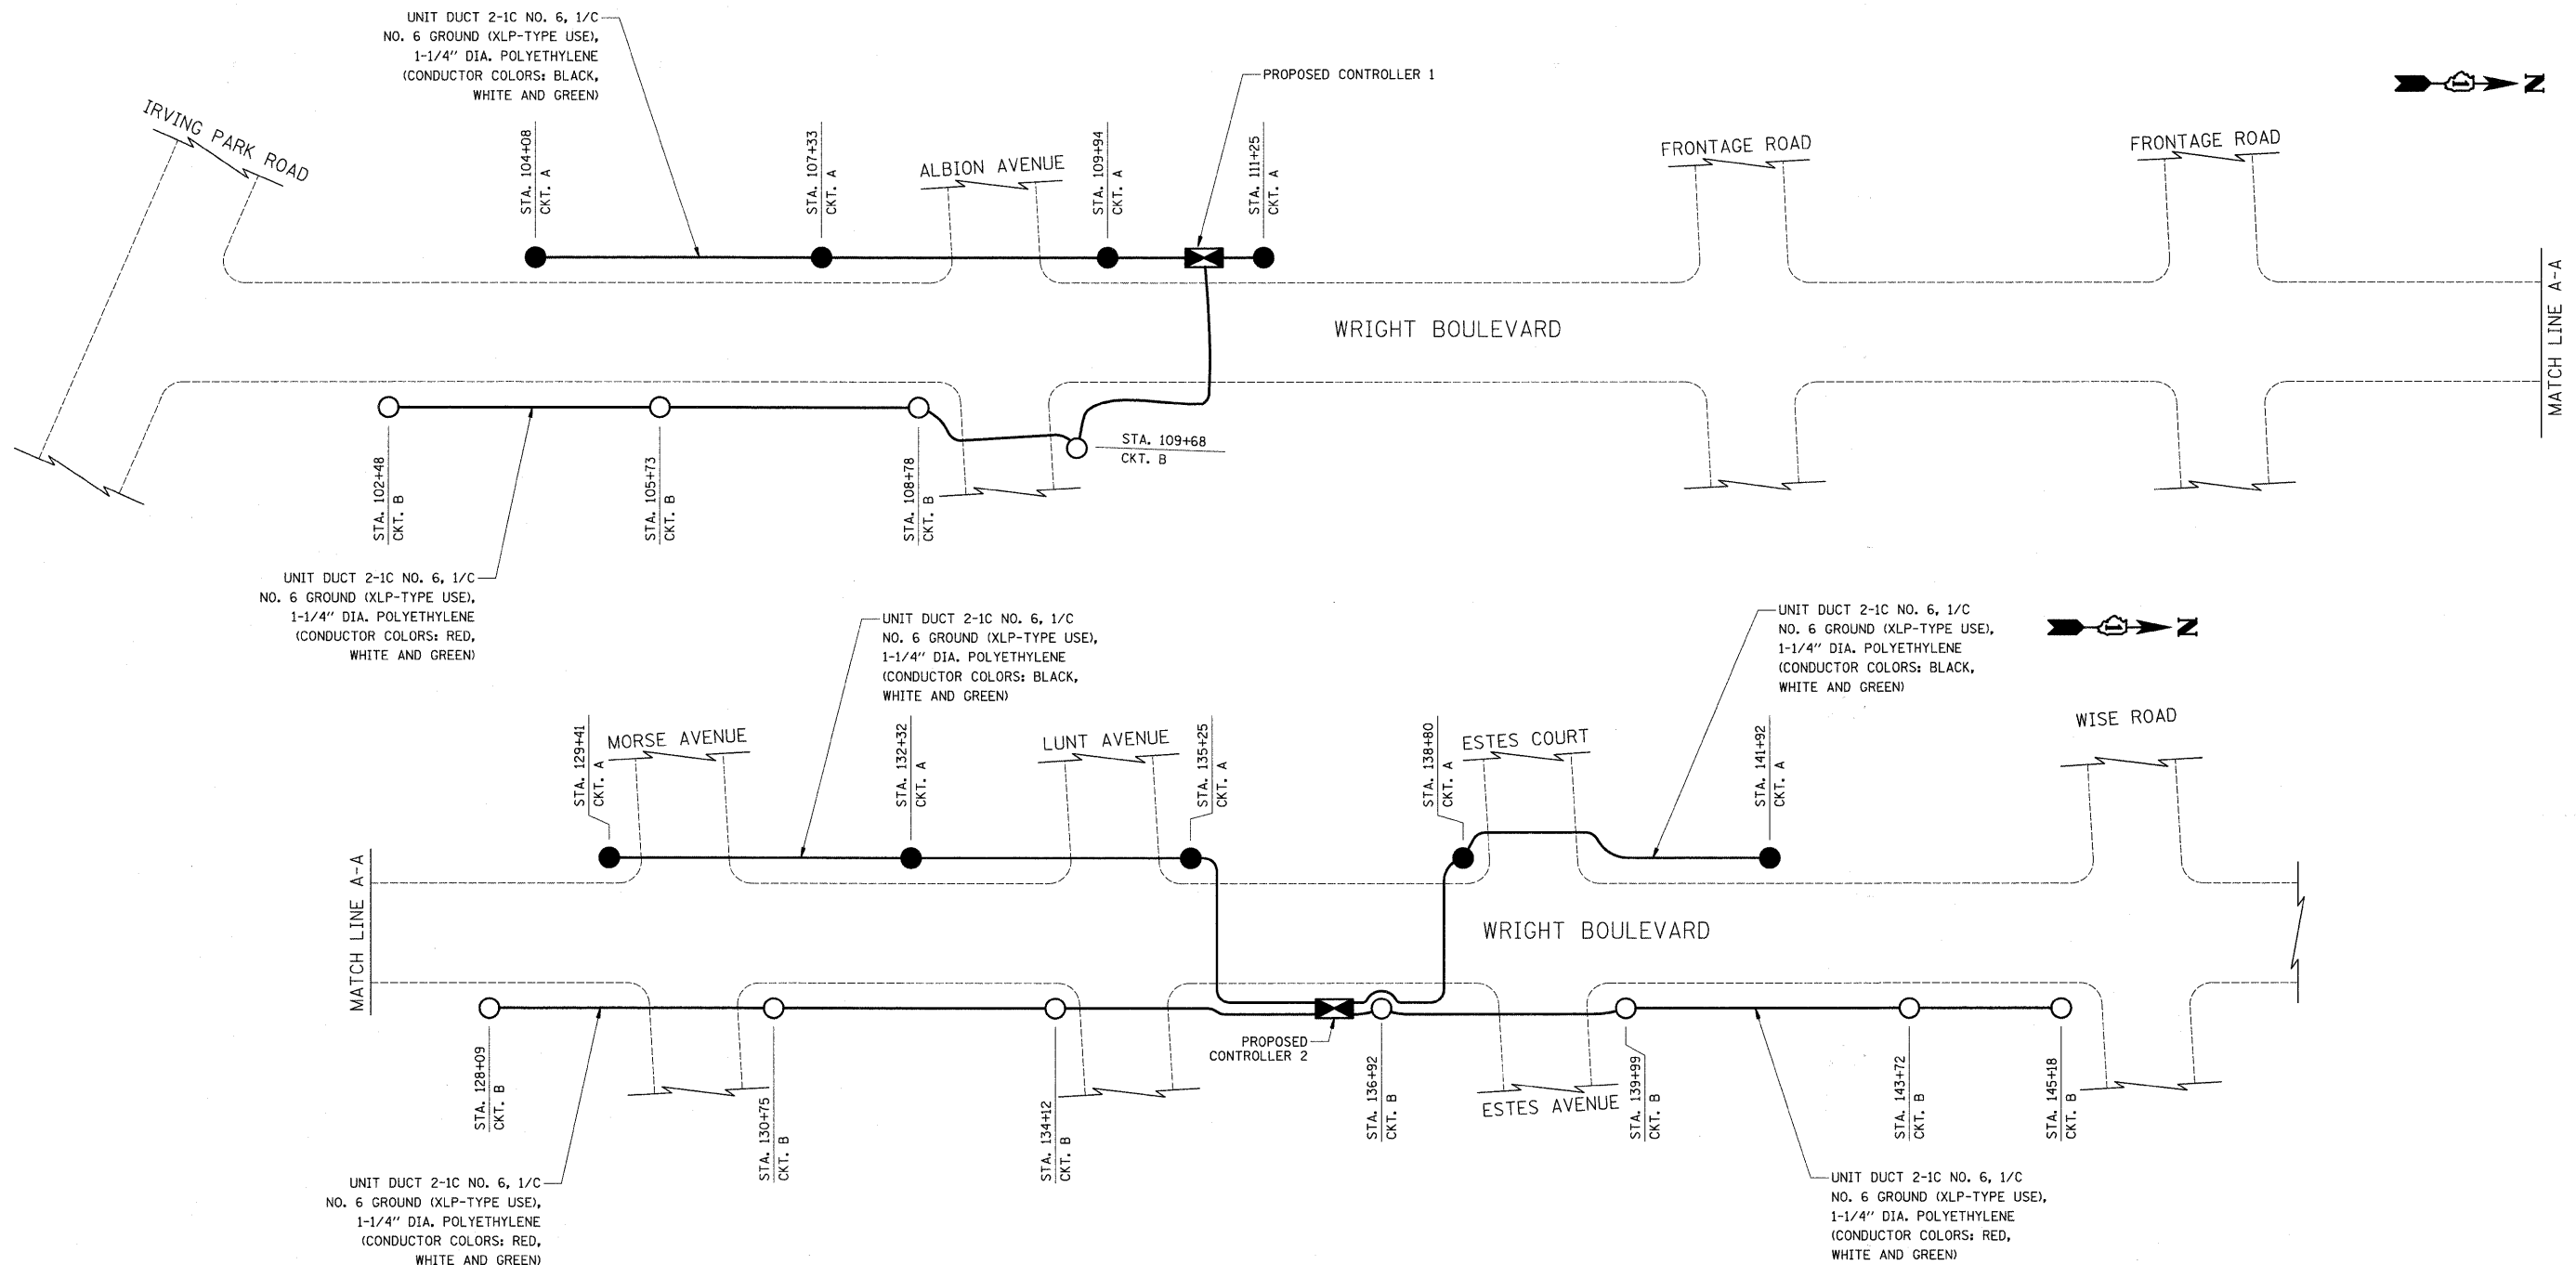 UNIT DUCT 2-1C NO. 6, 1/C
NO. 6 GROUND (XLP-TYPE USE),
1-1/4" DIA. POLYETHYLENE
(CONDUCTOR COLORS: BLACK,
WHITE AND GREEN)
PROPOSED CONTROLLER 1
N
IRVING PARK ROAD
STA. 104+08
CKT. A
STA. 107+33
CKT. A
ALBION AVENUE
STA. 109+94
CKT. A
STA. 111+25
CKT. A
FRONTAGE ROAD
FRONTAGE ROAD
WRIGHT BOULEVARD
MATCH LINE A-A
STA. 102+48
CKT. B
STA. 105+73
CKT. B
STA. 108+78
CKT. B
STA. 109+68
CKT. B
UNIT DUCT 2-1C NO. 6, 1/C
NO. 6 GROUND (XLP-TYPE USE),
1-1/4" DIA. POLYETHYLENE
(CONDUCTOR COLORS: RED,
WHITE AND GREEN)
UNIT DUCT 2-1C NO. 6, 1/C
NO. 6 GROUND (XLP-TYPE USE),
1-1/4" DIA. POLYETHYLENE
(CONDUCTOR COLORS: BLACK,
WHITE AND GREEN)
UNIT DUCT 2-1C NO. 6, 1/C
NO. 6 GROUND (XLP-TYPE USE),
1-1/4" DIA. POLYETHYLENE
(CONDUCTOR COLORS: BLACK,
WHITE AND GREEN)
N
STA. 129+41
CKT. A
MORSE AVENUE
STA. 132+32
CKT. A
LUNT AVENUE
STA. 135+25
CKT. A
STA. 138+80
CKT. A
ESTES COURT
STA. 141+92
CKT. A
WISE ROAD
MATCH LINE A-A
WRIGHT BOULEVARD
PROPOSED
CONTROLLER 2
STA. 128+09
CKT. B
STA. 130+75
CKT. B
STA. 134+12
CKT. B
STA. 136+92
CKT. B
ESTES AVENUE
STA. 139+99
CKT. B
STA. 143+72
CKT. B
STA. 145+18
CKT. B
UNIT DUCT 2-1C NO. 6, 1/C
NO. 6 GROUND (XLP-TYPE USE),
1-1/4" DIA. POLYETHYLENE
(CONDUCTOR COLORS: RED,
WHITE AND GREEN)
UNIT DUCT 2-1C NO. 6, 1/C
NO. 6 GROUND (XLP-TYPE USE),
1-1/4" DIA. POLYETHYLENE
(CONDUCTOR COLORS: RED,
WHITE AND GREEN)